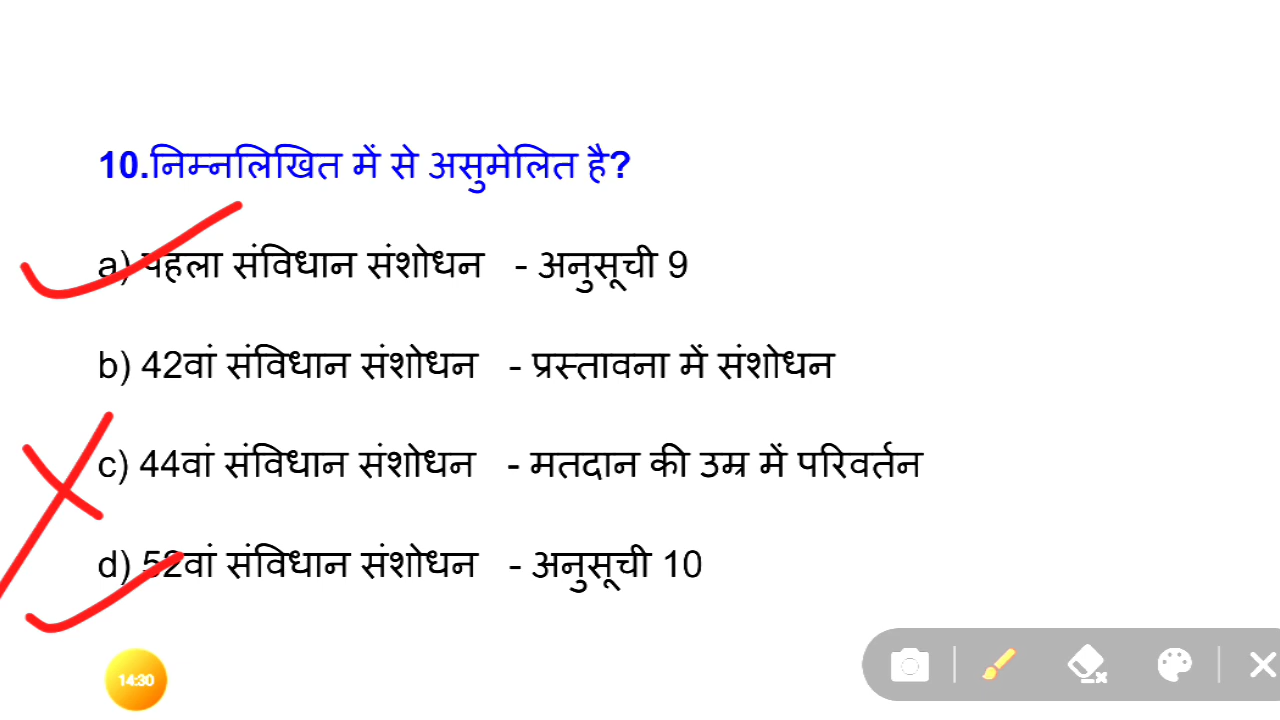 10.निम्नलिखित में से असुमेलित है?
a) पहला संविधान संशोधन - अनुसूची 9
b) 42वां संविधान संशोधन - प्रस्तावना में संशोधन
c) 44वां संविधान संशोधन - मतदान की उम्र में परिवर्तन
d) 52वां संविधान संशोधन - अनुसूची 10
14:30